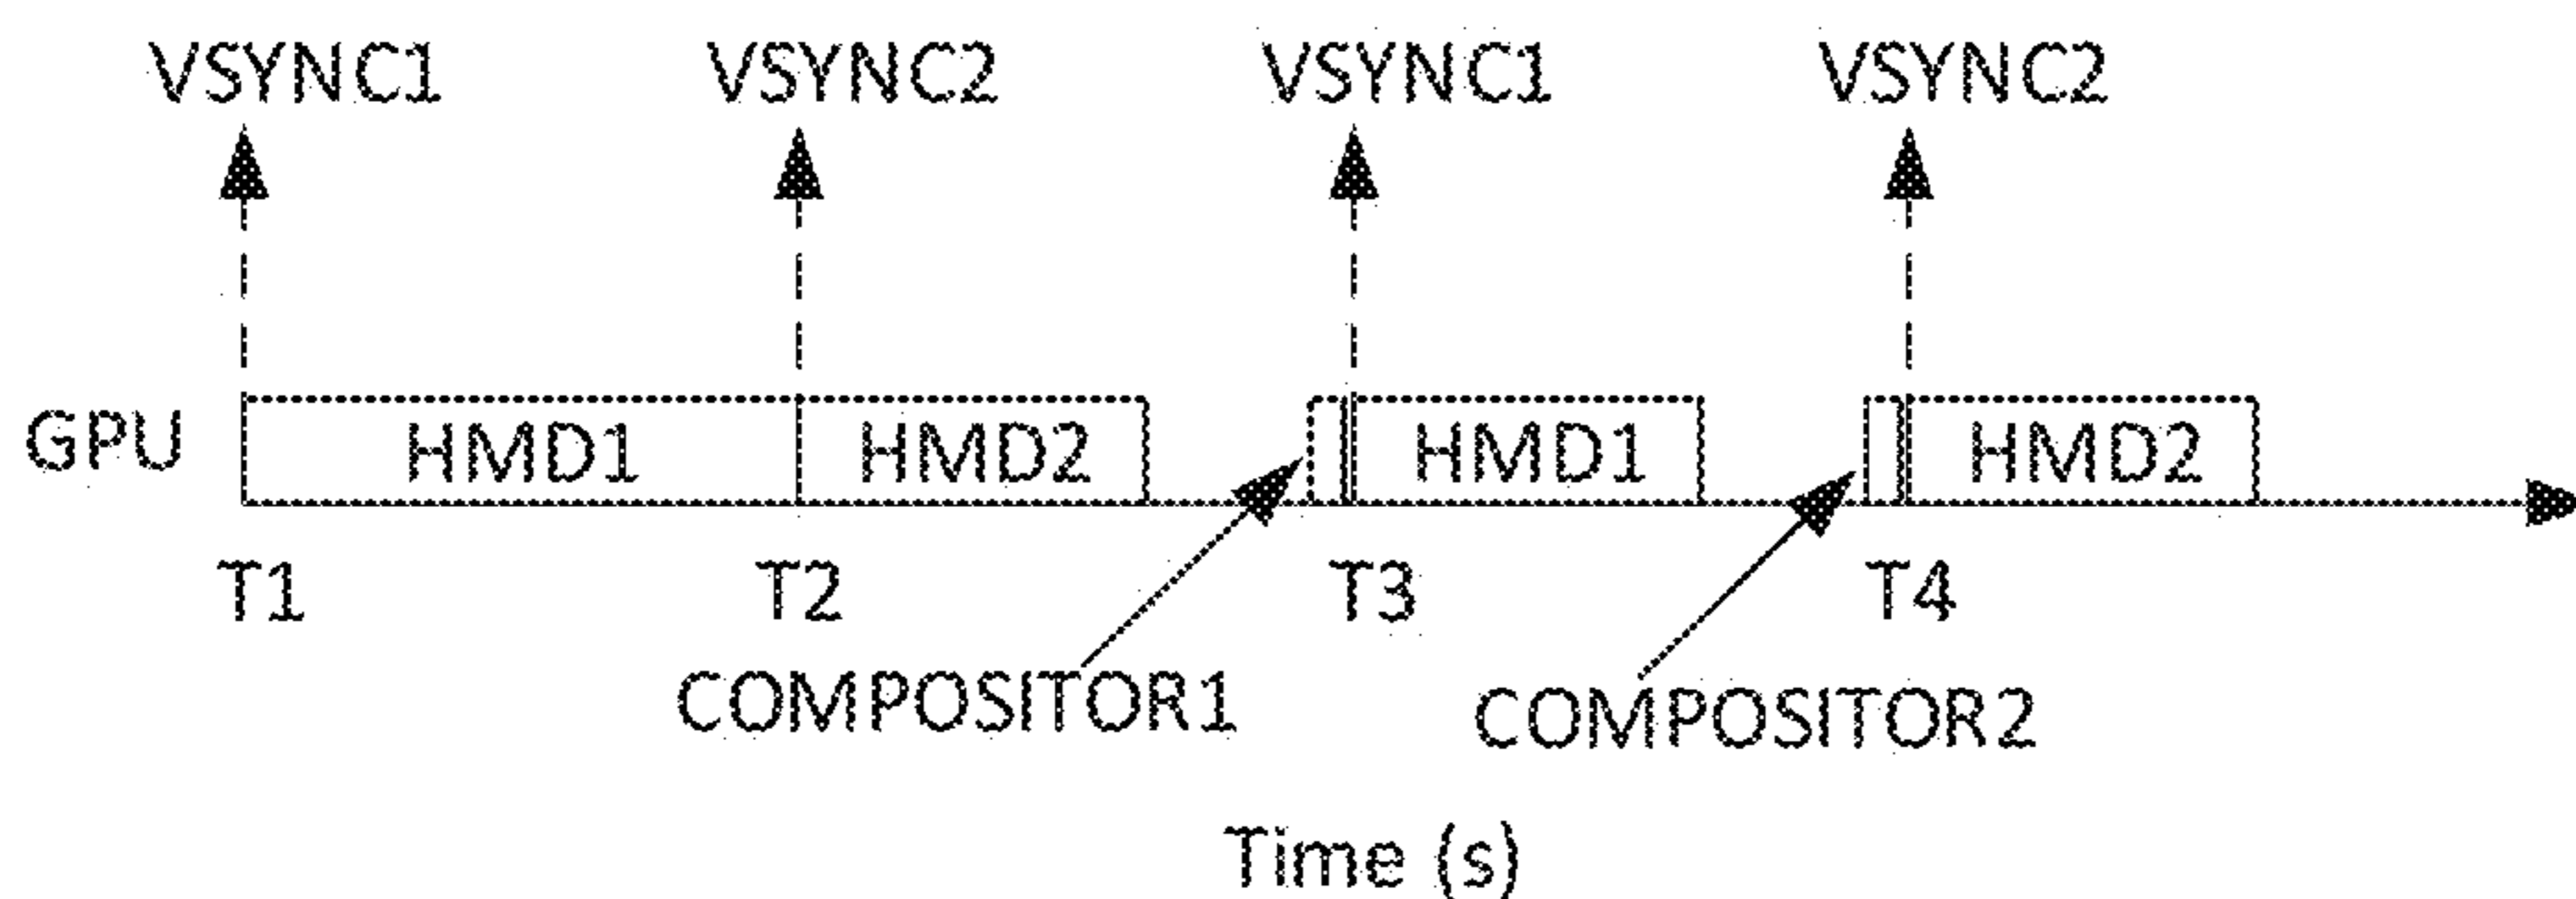 VSYNC1 VSYNC2 VSYNC1 VSYNC2
GPU HMD1 HMD2 HMD1 HMD2
T1 T2 T3 T4
COMPOSITOR1 COMPOSITOR2
Time (s)